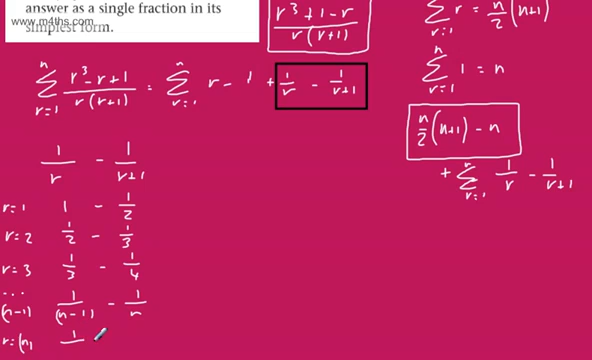 answer as a single fraction in its
www.m4ths.com
simplest form.
r³ + 1 - r / r(r+1)
∑_{r=1}^{n} (r³ - r + 1) / r(r+1) = ∑_{r=1}^{n} r - 1 + 1/r - 1/(r+1)
1/r - 1/(r+1)
r=1 1 - 1/2
r=2 1/2 - 1/3
r=3 1/3 - 1/4
...
(n-1) 1/(n-1) - 1/n
r=(n) 1/
∑_{r=1} r = n/2 (n+1)
∑_{r=1}^{n} 1 = n
n/2 (n+1) - n
+ ∑_{r=1}^{n} 1/r - 1/(r+1)